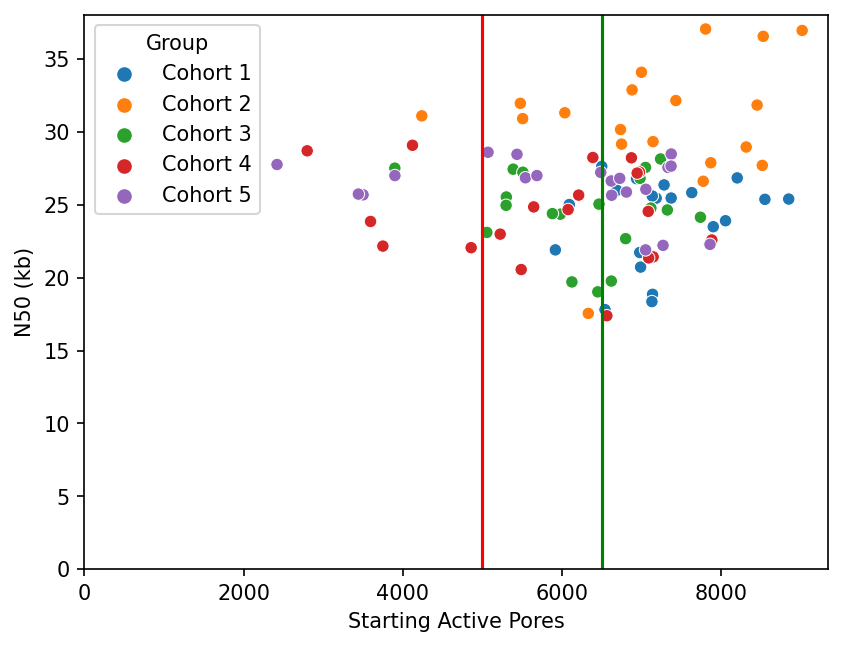 Group
Cohort 1
Cohort 2
Cohort 3
Cohort 4
Cohort 5
35
30
25
20
15
10
5
0
N50 (kb)
0 2000 4000 6000 8000
Starting Active Pores